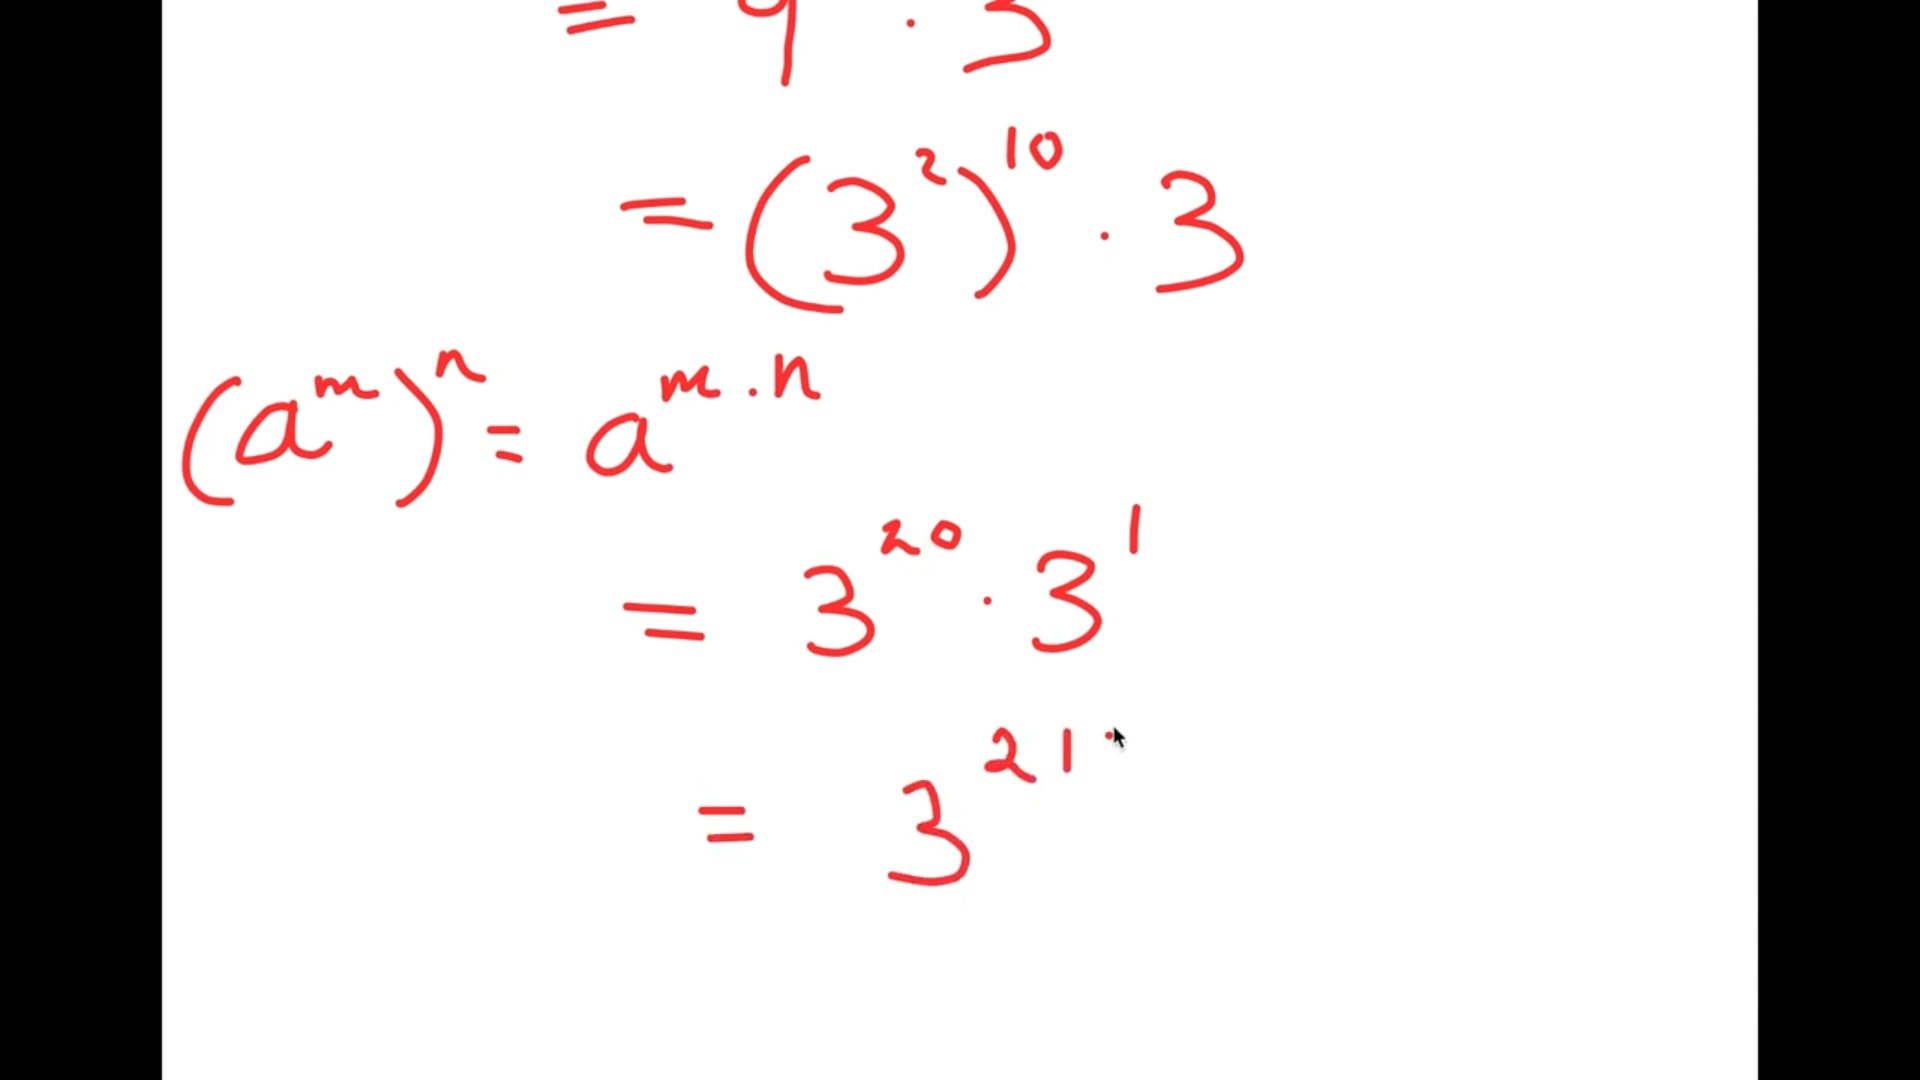 = 9 · 3
= (3²)¹⁰ · 3
(aᵐ)ⁿ = aᵐ·ⁿ
= 3²⁰ · 3¹
= 3²¹